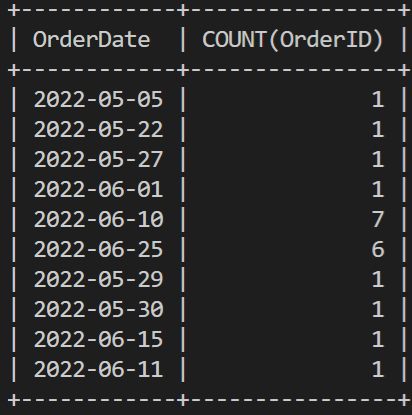 +------------+----------------+
| OrderDate  | COUNT(OrderID) |
+------------+----------------+
| 2022-05-05 |              1 |
| 2022-05-22 |              1 |
| 2022-05-27 |              1 |
| 2022-06-01 |              1 |
| 2022-06-10 |              7 |
| 2022-06-25 |              6 |
| 2022-05-29 |              1 |
| 2022-05-30 |              1 |
| 2022-06-15 |              1 |
| 2022-06-11 |              1 |
+------------+----------------+